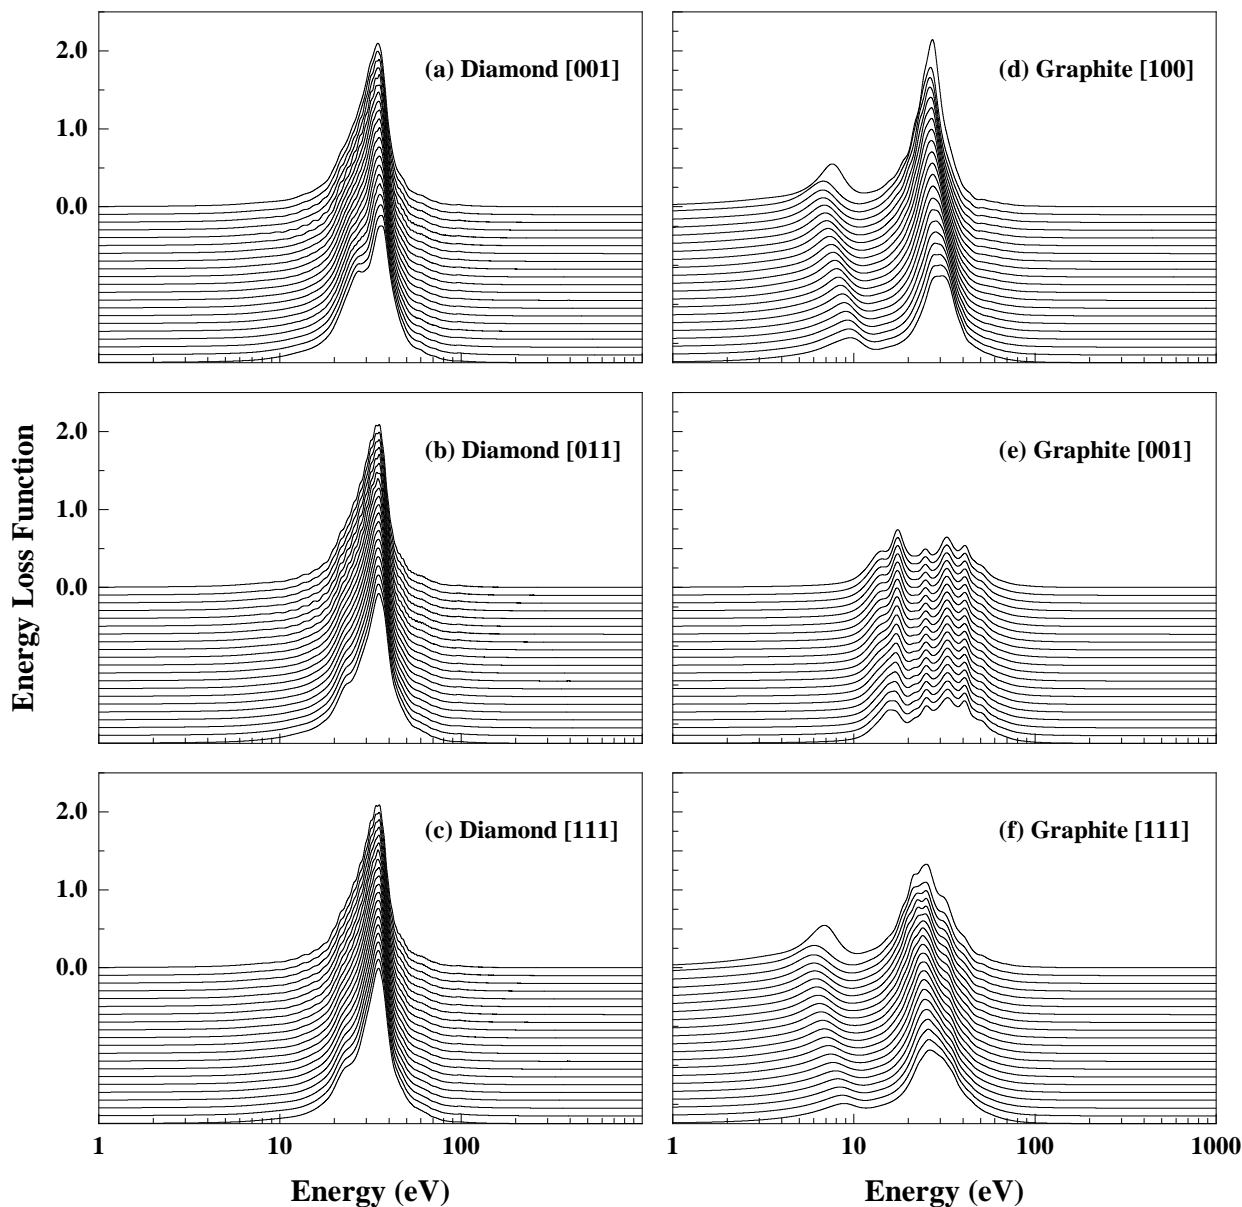 2.0
(a) Diamond [001]
(d) Graphite [100]
1.0
0.0
2.0
(b) Diamond [011]
(e) Graphite [001]
1.0
0.0
Energy Loss Function
2.0
(c) Diamond [111]
(f) Graphite [111]
1.0
0.0
1 10 100
1 10 100 1000
Energy (eV)
Energy (eV)